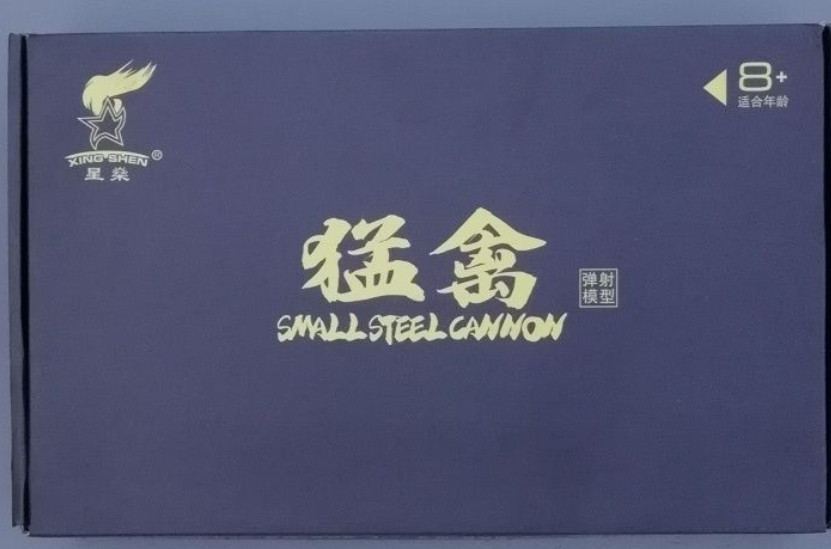 XING SHEN®
星燊
8+
适合年龄
猛禽
SMALL STEEL CANNON
弹射
模型